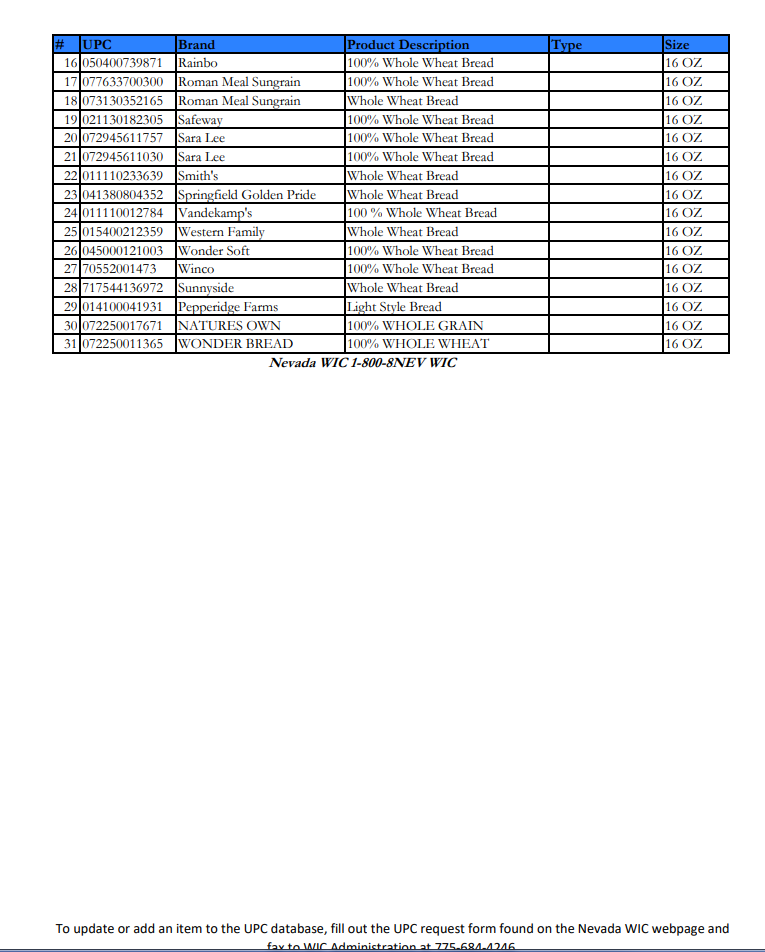 # UPC Brand Product Description Type Size
16 050400739871 Rainbo 100% Whole Wheat Bread 16 OZ
17 077633700300 Roman Meal Sungrain 100% Whole Wheat Bread 16 OZ
18 073130352165 Roman Meal Sungrain Whole Wheat Bread 16 OZ
19 021130182305 Safeway 100% Whole Wheat Bread 16 OZ
20 072945611757 Sara Lee 100% Whole Wheat Bread 16 OZ
21 072945611030 Sara Lee 100% Whole Wheat Bread 16 OZ
22 011110233639 Smith's Whole Wheat Bread 16 OZ
23 041380804352 Springfield Golden Pride Whole Wheat Bread 16 OZ
24 011110012784 Vandekamp's 100 % Whole Wheat Bread 16 OZ
25 015400212359 Western Family Whole Wheat Bread 16 OZ
26 045000121003 Wonder Soft 100% Whole Wheat Bread 16 OZ
27 70552001473 Winco 100% Whole Wheat Bread 16 OZ
28 717544136972 Sunnyside Whole Wheat Bread 16 OZ
29 014100041931 Pepperidge Farms Light Style Bread 16 OZ
30 072250017671 NATURES OWN 100% WHOLE GRAIN 16 OZ
31 072250011365 WONDER BREAD 100% WHOLE WHEAT 16 OZ
Nevada WIC 1-800-8NEV WIC
To update or add an item to the UPC database, fill out the UPC request form found on the Nevada WIC webpage and
fax to WIC Administration at 775-684-4246